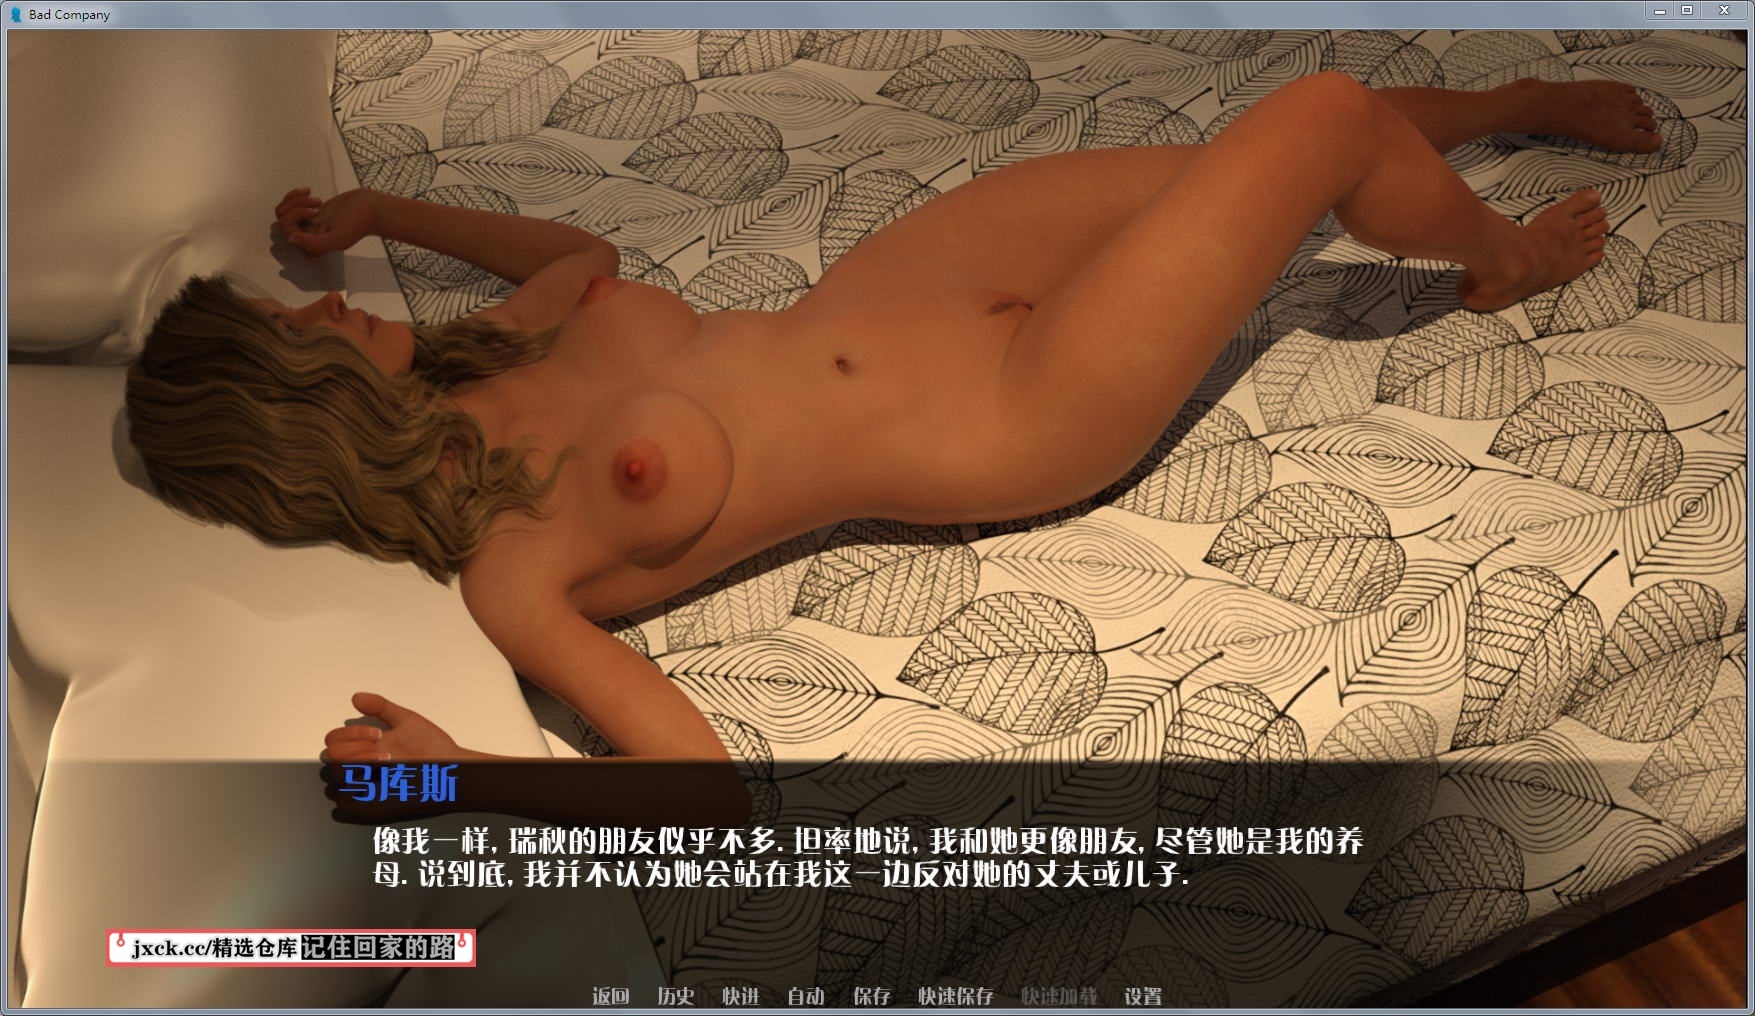 Bad Company
马库斯
像我一样, 瑞秋的朋友似乎不多. 坦率地说, 我和她更像朋友, 尽管她是我的养
母. 说到底, 我并不认为她会站在我这一边反对她的丈夫或儿子.
jxck.cc/精选仓库记住回家的路
返回 历史 快进 自动 保存 快速保存 快速加载 设置